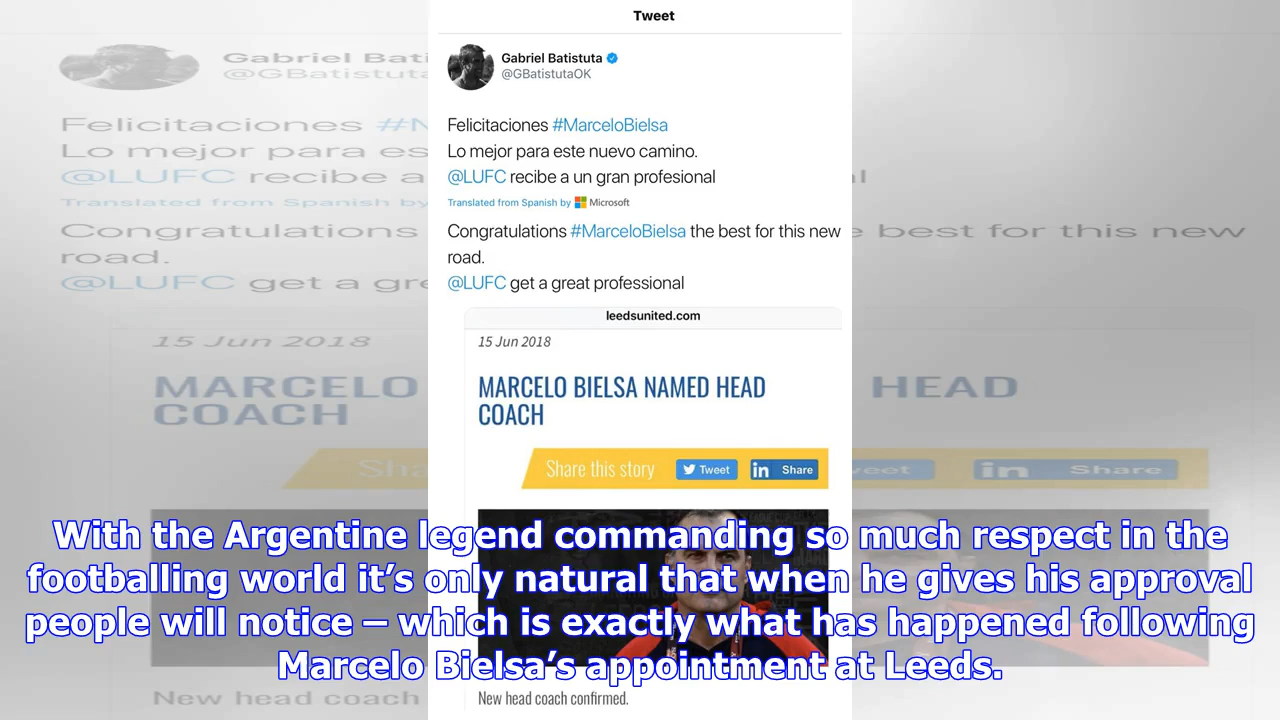 Tweet
Gabriel Batistuta
@GBatistutaOK
Felicitaciones #MarceloBielsa
Lo mejor para este nuevo camino.
@LUFC recibe a un gran profesional
Translated from Spanish by Microsoft
Congratulations #MarceloBielsa the best for this new
road.
@LUFC get a great professional
leedsunited.com
15 Jun 2018
MARCELO BIELSA NAMED HEAD
COACH
Share this story Tweet in Share
With the Argentine legend commanding so much respect in the
footballing world it’s only natural that when he gives his approval
people will notice – which is exactly what has happened following
Marcelo Bielsa’s appointment at Leeds.
New head coach confirmed.